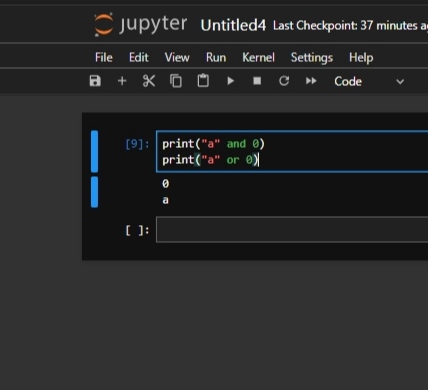 jupyter Untitled4 Last Checkpoint: 37 minutes
File Edit View Run Kernel Settings Help
Code
[9]: print("a" and 0)
print("a" or 0)
0
a
[ ]: